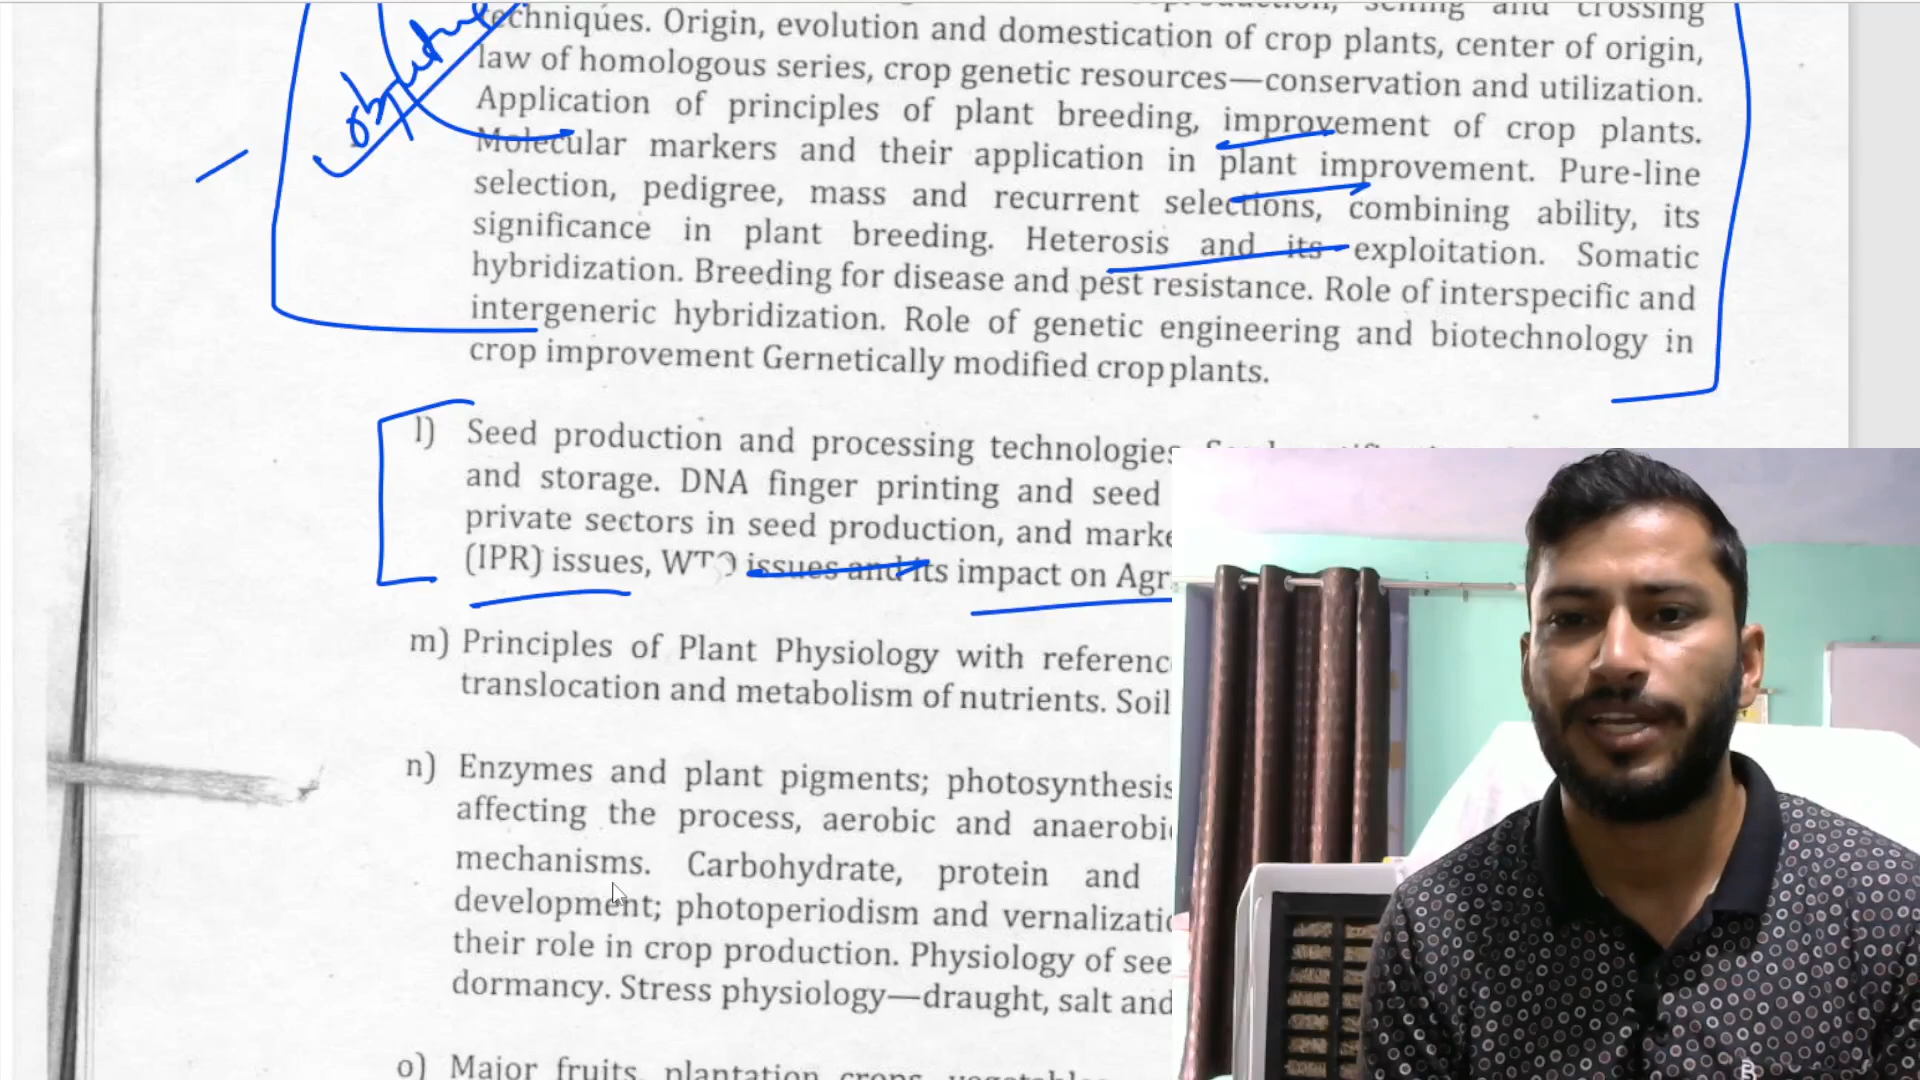 techniques. Origin, evolution and domestication of crop plants, center of origin,
law of homologous series, crop genetic resources—conservation and utilization.
Application of principles of plant breeding, improvement of crop plants.
Molecular markers and their application in plant improvement. Pure-line
selection, pedigree, mass and recurrent selections, combining ability, its
significance in plant breeding. Heterosis and its exploitation. Somatic
hybridization. Breeding for disease and pest resistance. Role of interspecific and
intergeneric hybridization. Role of genetic engineering and biotechnology in
crop improvement Gernetically modified crop plants.
l) Seed production and processing technologies
and storage. DNA finger printing and seed
private sectors in seed production, and marke
(IPR) issues, WTO issues and its impact on Agr
m) Principles of Plant Physiology with referenc
translocation and metabolism of nutrients. Soil
n) Enzymes and plant pigments; photosynthesis
affecting the process, aerobic and anaerobi
mechanisms. Carbohydrate, protein and
development; photoperiodism and vernalizatio
their role in crop production. Physiology of see
dormancy. Stress physiology—draught, salt and
o) Major fruits, plantation crops, vegetables